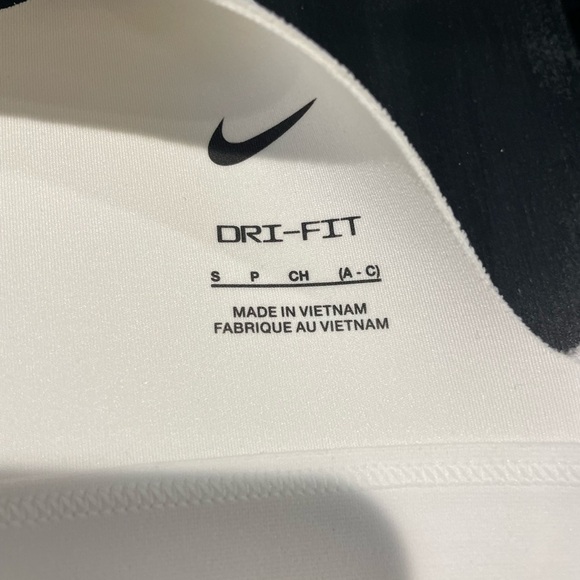 DRI-FIT
S P CH (A - C)
MADE IN VIETNAM
FABRIQUE AU VIETNAM